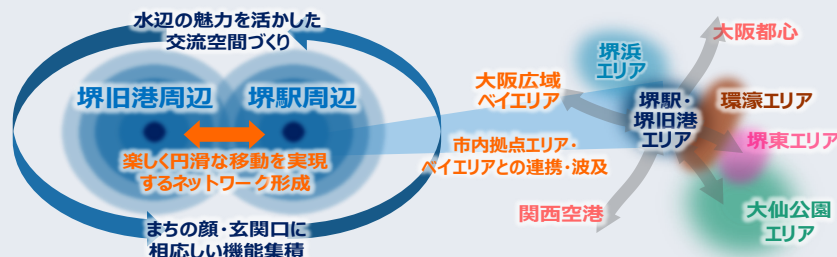 水辺の魅力を活かした
交流空間づくり
堺旧港周辺
堺駅周辺
楽しく円滑な移動を実現
するネットワーク形成
まちの顔・玄関口に
相応しい機能集積
大阪都心
堺浜
エリア
大阪広域
ベイエリア
堺駅・
堺旧港
エリア
環濠エリア
堺東エリア
市内拠点エリア・
ベイエリアとの連携・波及
関西空港
大仙公園
エリア